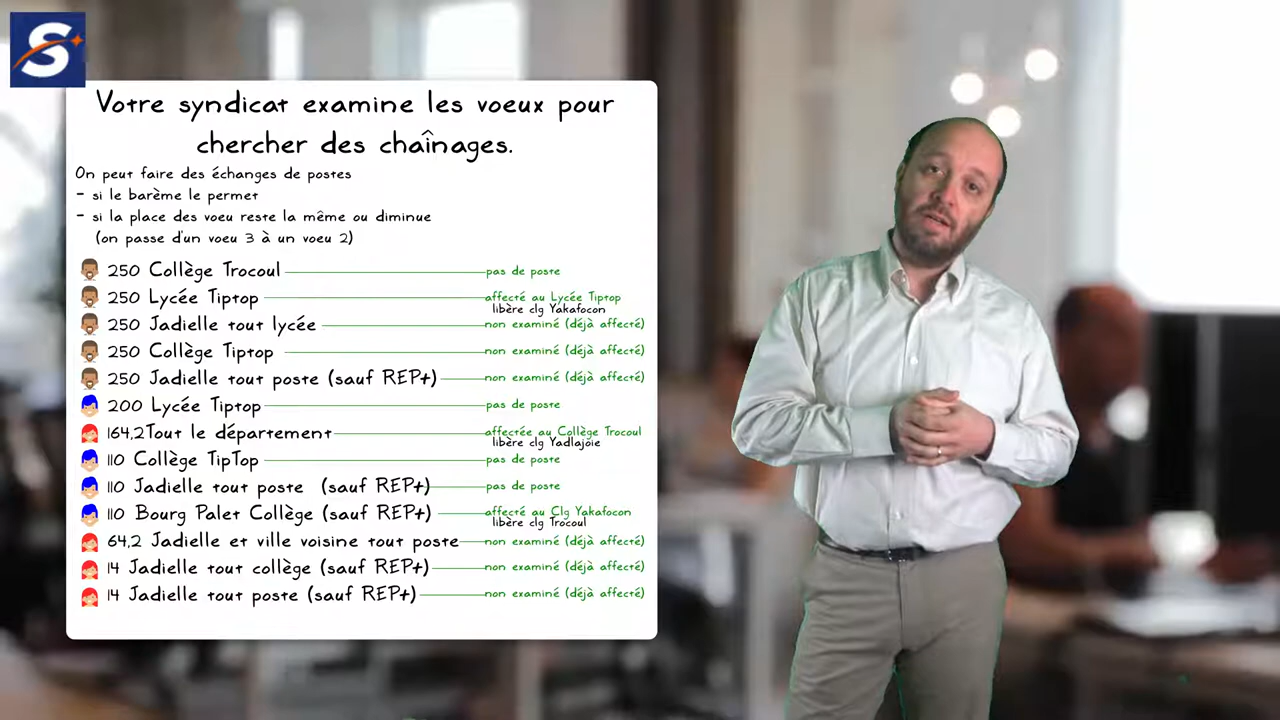 S
Votre syndicat examine les voeux pour
chercher des chaînages.
On peut faire des échanges de postes
- si le barème le permet
- si la place des voeu reste la même ou diminue
(on passe d'un voeu 3 à un voeu 2)
250 Collège Trocoul pas de poste
250 Lycée Tiptop affecté au Lycée Tiptop
libère clg Yakafocon
250 Jadielle tout lycée non examiné (déjà affecté)
250 Collège Tiptop non examiné (déjà affecté)
250 Jadielle tout poste (sauf REP+) non examiné (déjà affecté)
200 Lycée Tiptop pas de poste
164,2Tout le département affectée au Collège Trocoul
libère clg Yadlajoie
110 Collège TipTop pas de poste
110 Jadielle tout poste (sauf REP+) pas de poste
110 Bourg Palet Collège (sauf REP+) affecté au Clg Yakafocon
libère clg Trocoul
64,2 Jadielle et ville voisine tout poste non examiné (déjà affecté)
14 Jadielle tout collège (sauf REP+) non examiné (déjà affecté)
14 Jadielle tout poste (sauf REP+) non examiné (déjà affecté)